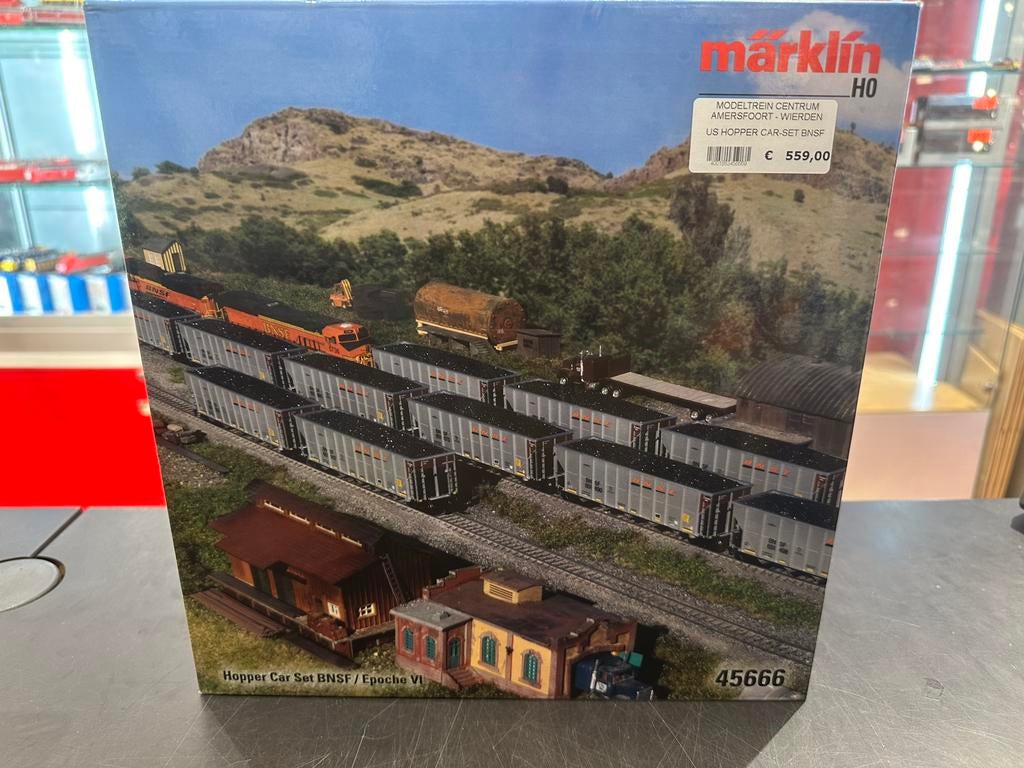 märklin
H0
MODELTREIN CENTRUM
AMERSFOORT - WIERDEN
US HOPPER CAR-SET BNSF
€ 559,00
BNSF
BNSF
Hopper Car Set BNSF / Epoche VI
45666